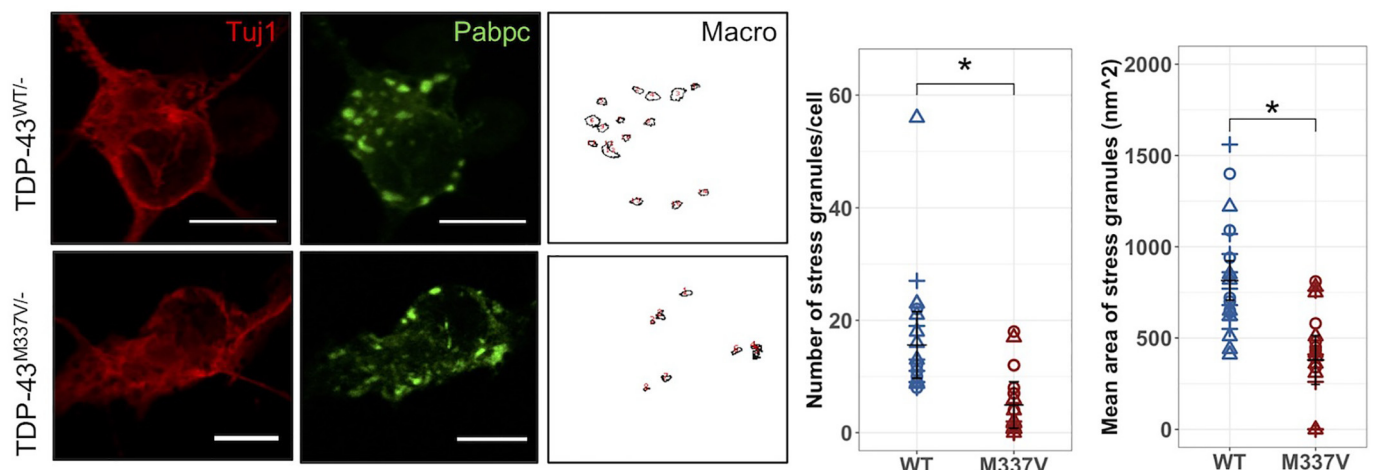 Tuj1
Pabpc
Macro
TDP-43WT/-
TDP-43M337V/-
Number of stress granules/cell
60
40
20
0
*
WT
M337V
Mean area of stress granules (nm^2)
2000
1500
1000
500
0
*
WT
M337V